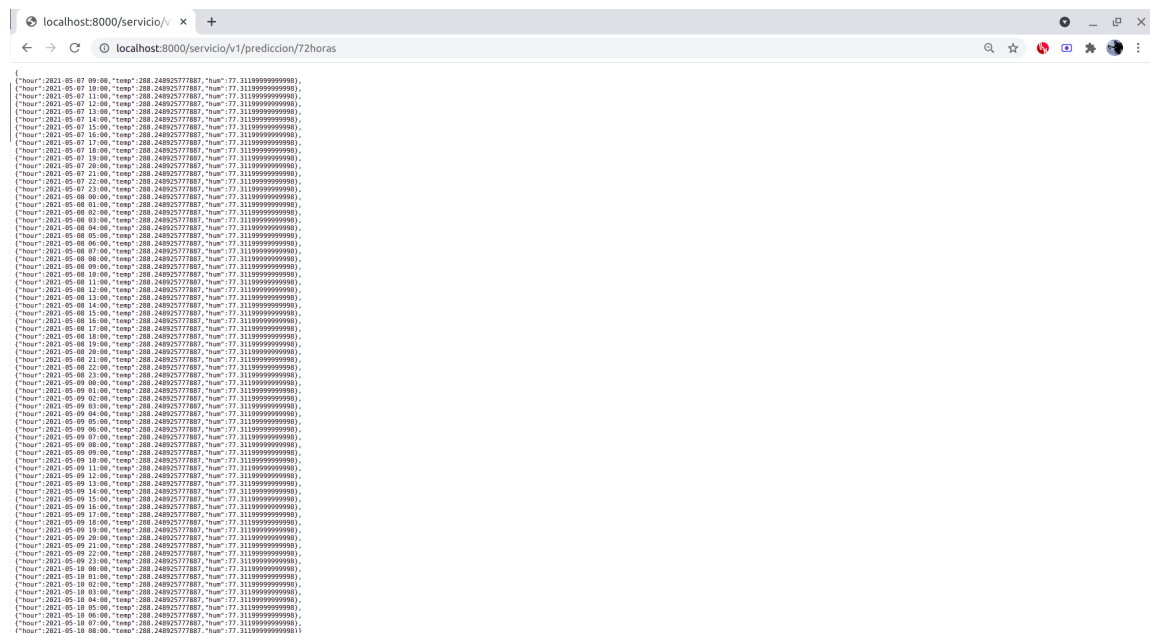 localhost:8000/servicio/v
localhost:8000/servicio/v1/prediccion/72horas
{
{"hour":2021-05-07 09:00,"temp":288.248925777887,"hum":77.31199999999998},
{"hour":2021-05-07 10:00,"temp":288.248925777887,"hum":77.31199999999998},
{"hour":2021-05-07 11:00,"temp":288.248925777887,"hum":77.31199999999998},
{"hour":2021-05-07 12:00,"temp":288.248925777887,"hum":77.31199999999998},
{"hour":2021-05-07 13:00,"temp":288.248925777887,"hum":77.31199999999998},
{"hour":2021-05-07 14:00,"temp":288.248925777887,"hum":77.31199999999998},
{"hour":2021-05-07 15:00,"temp":288.248925777887,"hum":77.31199999999998},
{"hour":2021-05-07 16:00,"temp":288.248925777887,"hum":77.31199999999998},
{"hour":2021-05-07 17:00,"temp":288.248925777887,"hum":77.31199999999998},
{"hour":2021-05-07 18:00,"temp":288.248925777887,"hum":77.31199999999998},
{"hour":2021-05-07 19:00,"temp":288.248925777887,"hum":77.31199999999998},
{"hour":2021-05-07 20:00,"temp":288.248925777887,"hum":77.31199999999998},
{"hour":2021-05-07 21:00,"temp":288.248925777887,"hum":77.31199999999998},
{"hour":2021-05-07 22:00,"temp":288.248925777887,"hum":77.31199999999998},
{"hour":2021-05-07 23:00,"temp":288.248925777887,"hum":77.31199999999998},
{"hour":2021-05-08 00:00,"temp":288.248925777887,"hum":77.31199999999998},
{"hour":2021-05-08 01:00,"temp":288.248925777887,"hum":77.31199999999998},
{"hour":2021-05-08 02:00,"temp":288.248925777887,"hum":77.31199999999998},
{"hour":2021-05-08 03:00,"temp":288.248925777887,"hum":77.31199999999998},
{"hour":2021-05-08 04:00,"temp":288.248925777887,"hum":77.31199999999998},
{"hour":2021-05-08 05:00,"temp":288.248925777887,"hum":77.31199999999998},
{"hour":2021-05-08 06:00,"temp":288.248925777887,"hum":77.31199999999998},
{"hour":2021-05-08 07:00,"temp":288.248925777887,"hum":77.31199999999998},
{"hour":2021-05-08 08:00,"temp":288.248925777887,"hum":77.31199999999998},
{"hour":2021-05-08 09:00,"temp":288.248925777887,"hum":77.31199999999998},
{"hour":2021-05-08 10:00,"temp":288.248925777887,"hum":77.31199999999998},
{"hour":2021-05-08 11:00,"temp":288.248925777887,"hum":77.31199999999998},
{"hour":2021-05-08 12:00,"temp":288.248925777887,"hum":77.31199999999998},
{"hour":2021-05-08 13:00,"temp":288.248925777887,"hum":77.31199999999998},
{"hour":2021-05-08 14:00,"temp":288.248925777887,"hum":77.31199999999998},
{"hour":2021-05-08 15:00,"temp":288.248925777887,"hum":77.31199999999998},
{"hour":2021-05-08 16:00,"temp":288.248925777887,"hum":77.31199999999998},
{"hour":2021-05-08 17:00,"temp":288.248925777887,"hum":77.31199999999998},
{"hour":2021-05-08 18:00,"temp":288.248925777887,"hum":77.31199999999998},
{"hour":2021-05-08 19:00,"temp":288.248925777887,"hum":77.31199999999998},
{"hour":2021-05-08 20:00,"temp":288.248925777887,"hum":77.31199999999998},
{"hour":2021-05-08 21:00,"temp":288.248925777887,"hum":77.31199999999998},
{"hour":2021-05-08 22:00,"temp":288.248925777887,"hum":77.31199999999998},
{"hour":2021-05-08 23:00,"temp":288.248925777887,"hum":77.31199999999998},
{"hour":2021-05-09 00:00,"temp":288.248925777887,"hum":77.31199999999998},
{"hour":2021-05-09 01:00,"temp":288.248925777887,"hum":77.31199999999998},
{"hour":2021-05-09 02:00,"temp":288.248925777887,"hum":77.31199999999998},
{"hour":2021-05-09 03:00,"temp":288.248925777887,"hum":77.31199999999998},
{"hour":2021-05-09 04:00,"temp":288.248925777887,"hum":77.31199999999998},
{"hour":2021-05-09 05:00,"temp":288.248925777887,"hum":77.31199999999998},
{"hour":2021-05-09 06:00,"temp":288.248925777887,"hum":77.31199999999998},
{"hour":2021-05-09 07:00,"temp":288.248925777887,"hum":77.31199999999998},
{"hour":2021-05-09 08:00,"temp":288.248925777887,"hum":77.31199999999998},
{"hour":2021-05-09 09:00,"temp":288.248925777887,"hum":77.31199999999998},
{"hour":2021-05-09 10:00,"temp":288.248925777887,"hum":77.31199999999998},
{"hour":2021-05-09 11:00,"temp":288.248925777887,"hum":77.31199999999998},
{"hour":2021-05-09 12:00,"temp":288.248925777887,"hum":77.31199999999998},
{"hour":2021-05-09 13:00,"temp":288.248925777887,"hum":77.31199999999998},
{"hour":2021-05-09 14:00,"temp":288.248925777887,"hum":77.31199999999998},
{"hour":2021-05-09 15:00,"temp":288.248925777887,"hum":77.31199999999998},
{"hour":2021-05-09 16:00,"temp":288.248925777887,"hum":77.31199999999998},
{"hour":2021-05-09 17:00,"temp":288.248925777887,"hum":77.31199999999998},
{"hour":2021-05-09 18:00,"temp":288.248925777887,"hum":77.31199999999998},
{"hour":2021-05-09 19:00,"temp":288.248925777887,"hum":77.31199999999998},
{"hour":2021-05-09 20:00,"temp":288.248925777887,"hum":77.31199999999998},
{"hour":2021-05-09 21:00,"temp":288.248925777887,"hum":77.31199999999998},
{"hour":2021-05-09 22:00,"temp":288.248925777887,"hum":77.31199999999998},
{"hour":2021-05-09 23:00,"temp":288.248925777887,"hum":77.31199999999998},
{"hour":2021-05-10 00:00,"temp":288.248925777887,"hum":77.31199999999998},
{"hour":2021-05-10 01:00,"temp":288.248925777887,"hum":77.31199999999998},
{"hour":2021-05-10 02:00,"temp":288.248925777887,"hum":77.31199999999998},
{"hour":2021-05-10 03:00,"temp":288.248925777887,"hum":77.31199999999998},
{"hour":2021-05-10 04:00,"temp":288.248925777887,"hum":77.31199999999998},
{"hour":2021-05-10 05:00,"temp":288.248925777887,"hum":77.31199999999998},
{"hour":2021-05-10 06:00,"temp":288.248925777887,"hum":77.31199999999998},
{"hour":2021-05-10 07:00,"temp":288.248925777887,"hum":77.31199999999998},
{"hour":2021-05-10 08:00,"temp":288.248925777887,"hum":77.31199999999998}}